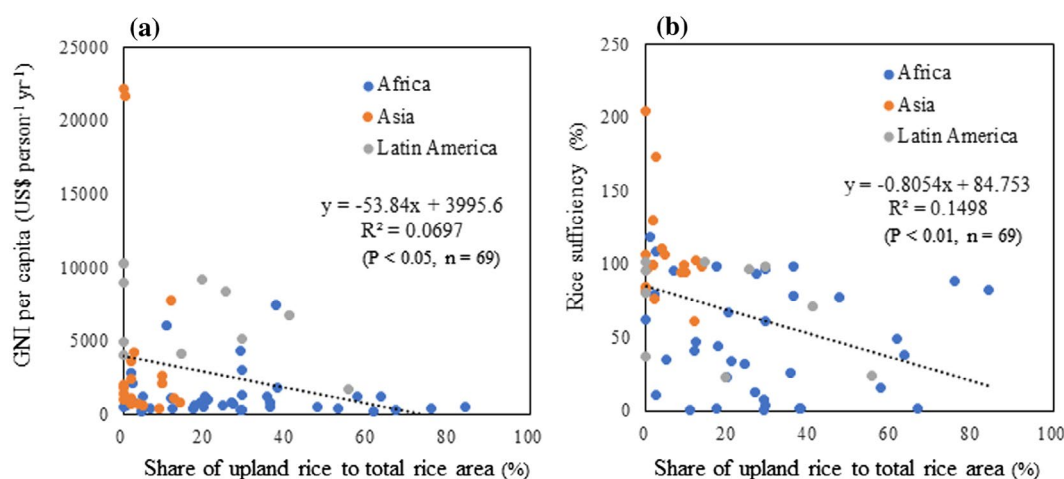 (a)
25000
20000
15000
10000
5000
0
GNI per capita (US$ person⁻¹ yr⁻¹)
Africa
Asia
Latin America
y = -53.84x + 3995.6
R² = 0.0697
(P < 0.05, n = 69)
0 20 40 60 80 100
Share of upland rice to total rice area (%)
(b)
250
200
150
100
50
0
Rice sufficiency (%)
Africa
Asia
Latin America
y = -0.8054x + 84.753
R² = 0.1498
(P < 0.01, n = 69)
0 20 40 60 80 100
Share of upland rice to total rice area (%)